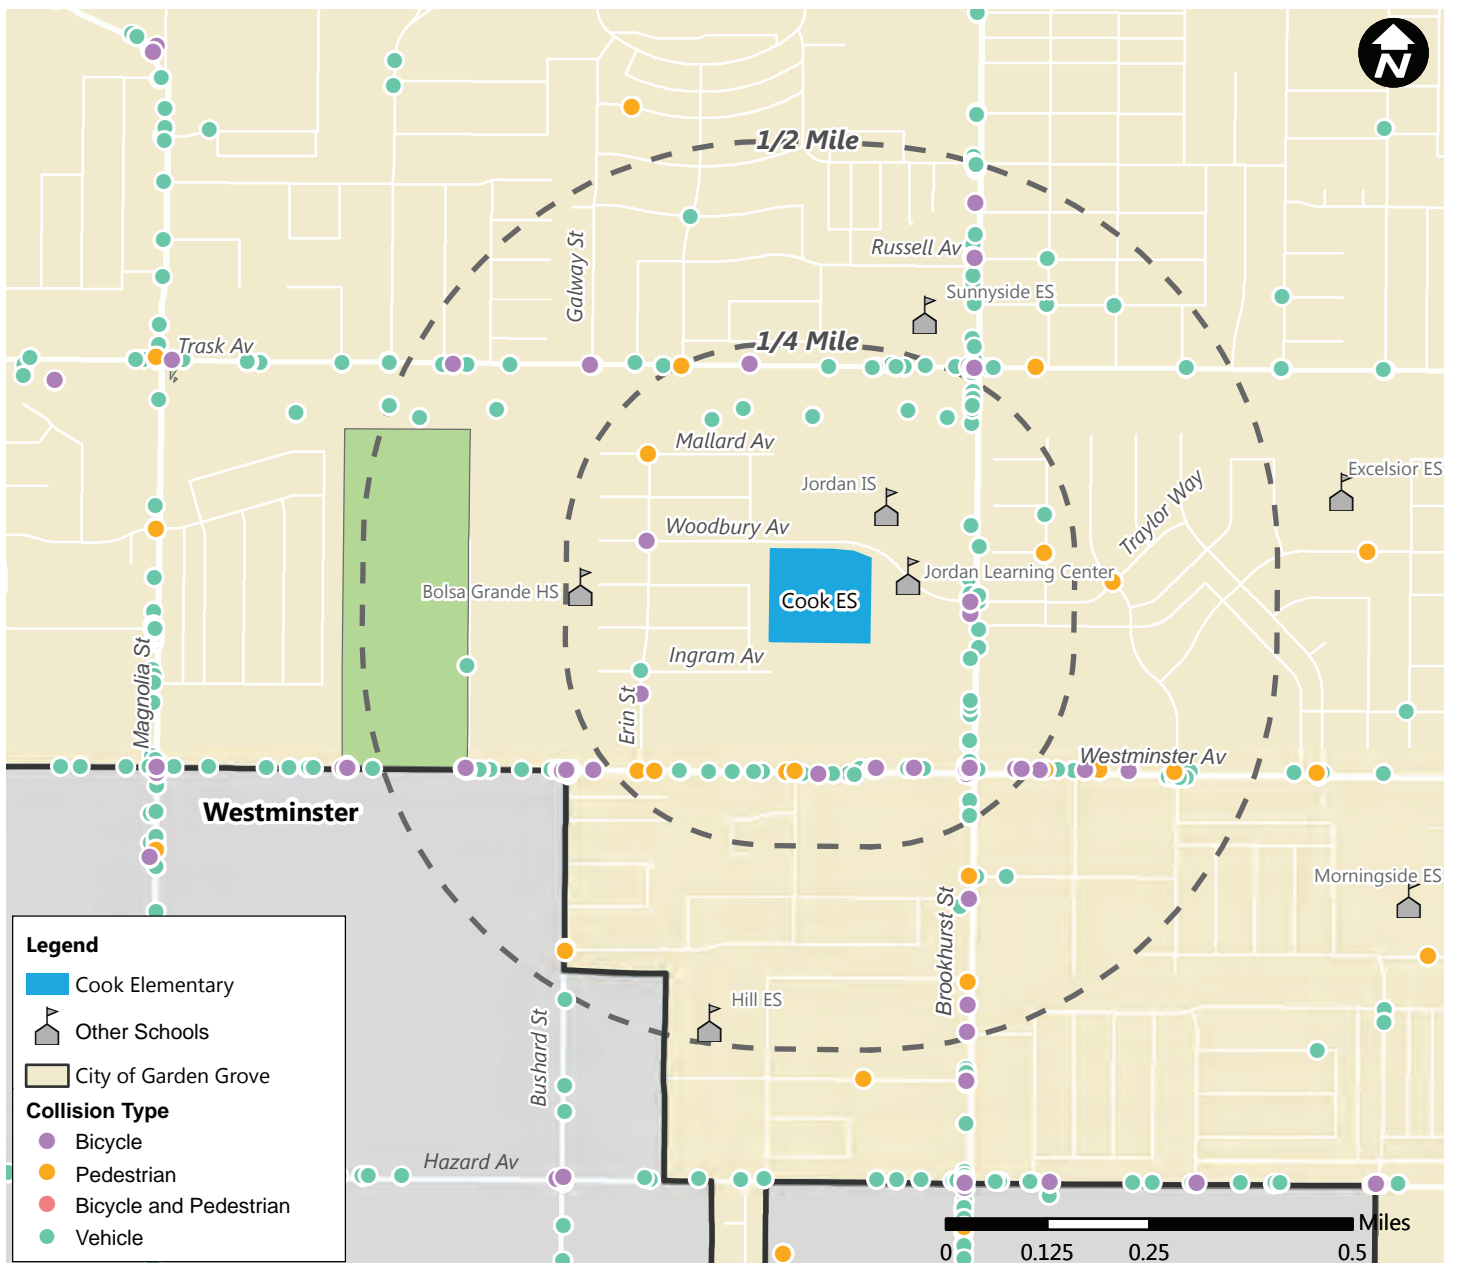 N
1/2 Mile
Galway St
Russell Av
Sunnyside ES
1/4 Mile
Trask Av
Mallard Av
Jordan IS
Excelsior ES
Woodbury Av
Traylor Way
Bolsa Grande HS
Jordan Learning Center
Cook ES
Magnolia St
Ingram Av
Erin St
Westminster Av
Westminster
Morningside ES
Brookhurst St
Hill ES
Bushard St
Hazard Av
Legend
Cook Elementary
Other Schools
City of Garden Grove
Collision Type
Bicycle
Pedestrian
Bicycle and Pedestrian
Vehicle
Miles
0 0.125 0.25 0.5